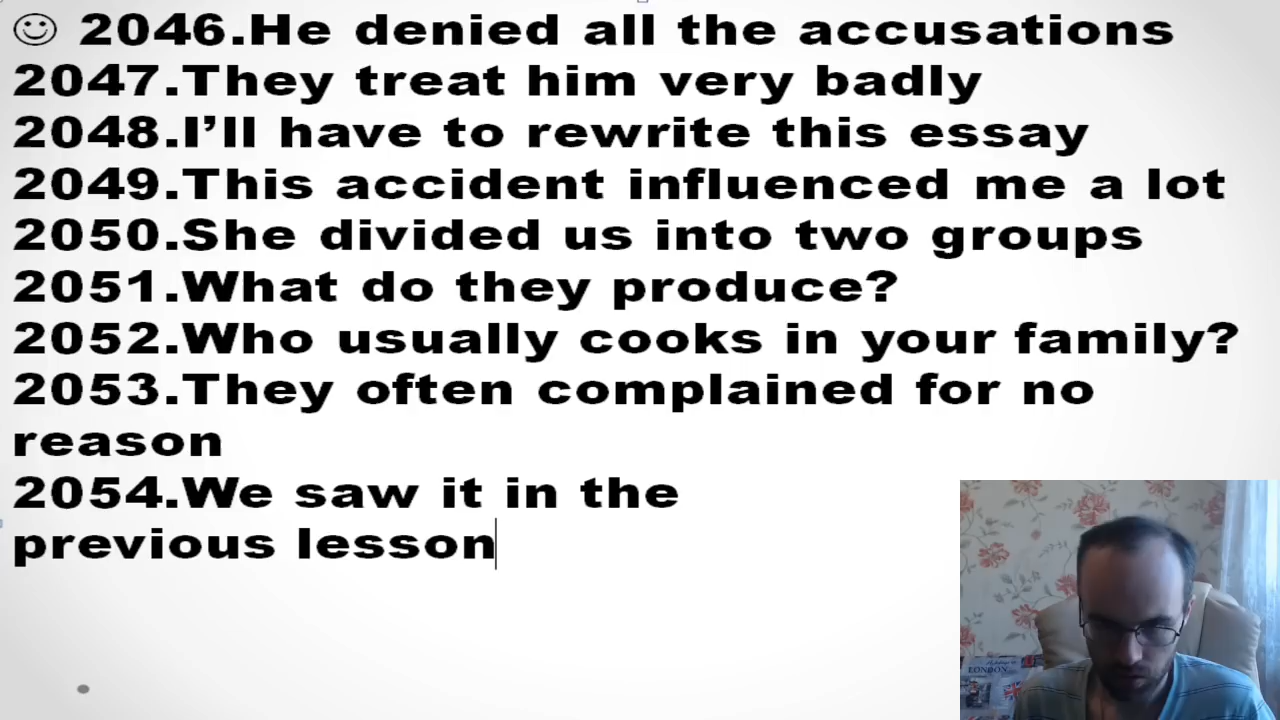 ☺ 2046.He denied all the accusations
2047.They treat him very badly
2048.I’ll have to rewrite this essay
2049.This accident influenced me a lot
2050.She divided us into two groups
2051.What do they produce?
2052.Who usually cooks in your family?
2053.They often complained for no
reason
2054.We saw it in the
previous lesson
LONDON